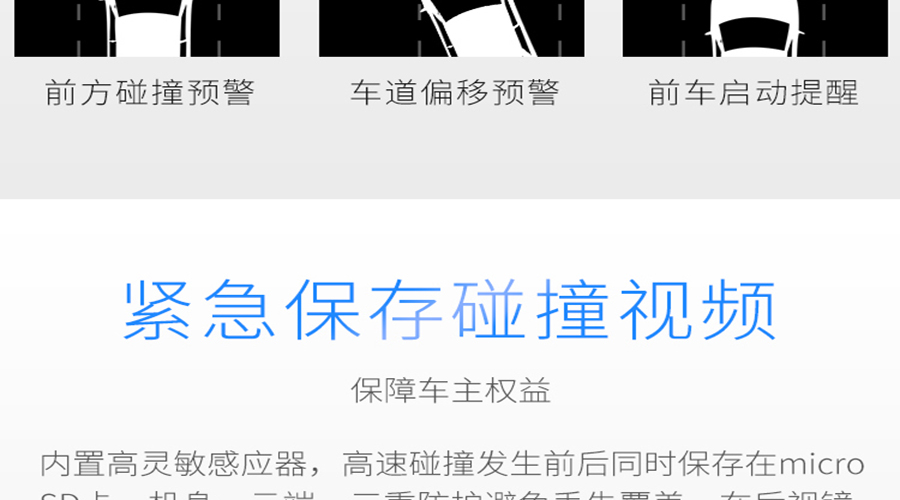 前方碰撞预警 车道偏移预警 前车启动提醒
紧急保存碰撞视频
保障车主权益
内置高灵敏感应器，高速碰撞发生前后同时保存在micro